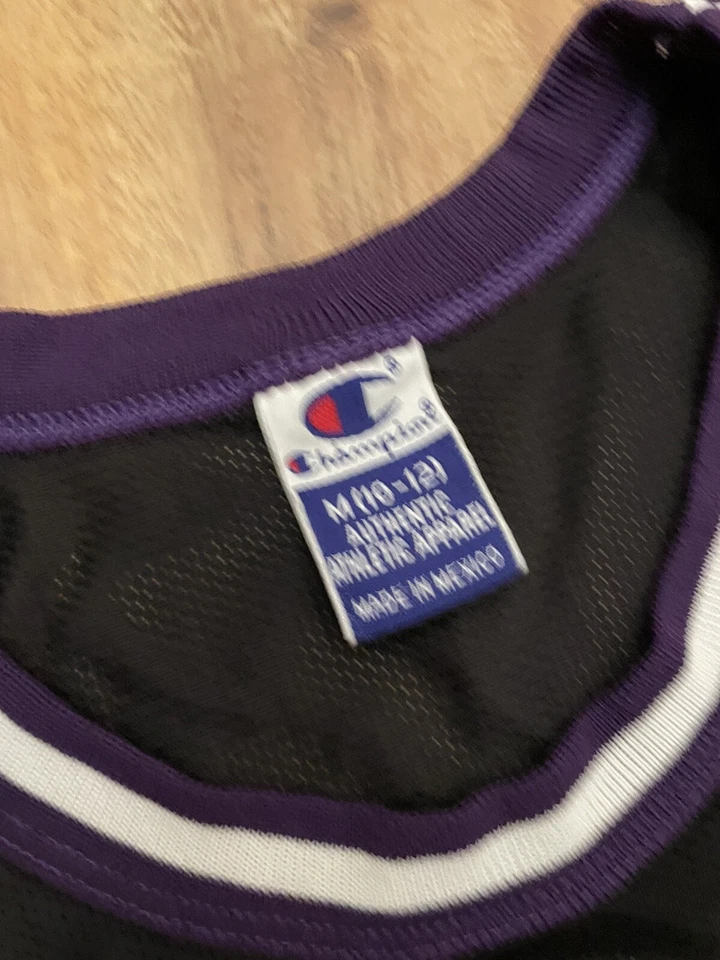 Champion®
M (10-12)
AUTHENTIC
ATHLETIC APPAREL
MADE IN MEXICO